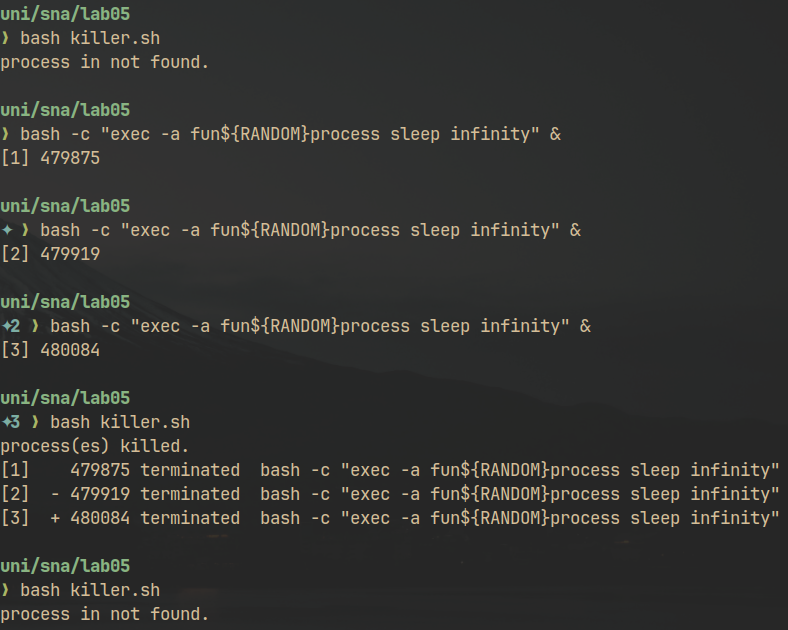 uni/sna/lab05
❯ bash killer.sh
process in not found.
uni/sna/lab05
❯ bash -c "exec -a fun${RANDOM}process sleep infinity" &
[1] 479875
uni/sna/lab05
✦ ❯ bash -c "exec -a fun${RANDOM}process sleep infinity" &
[2] 479919
uni/sna/lab05
✦2 ❯ bash -c "exec -a fun${RANDOM}process sleep infinity" &
[3] 480084
uni/sna/lab05
✦3 ❯ bash killer.sh
process(es) killed.
[1]    479875 terminated  bash -c "exec -a fun${RANDOM}process sleep infinity"
[2]  - 479919 terminated  bash -c "exec -a fun${RANDOM}process sleep infinity"
[3]  + 480084 terminated  bash -c "exec -a fun${RANDOM}process sleep infinity"
uni/sna/lab05
❯ bash killer.sh
process in not found.